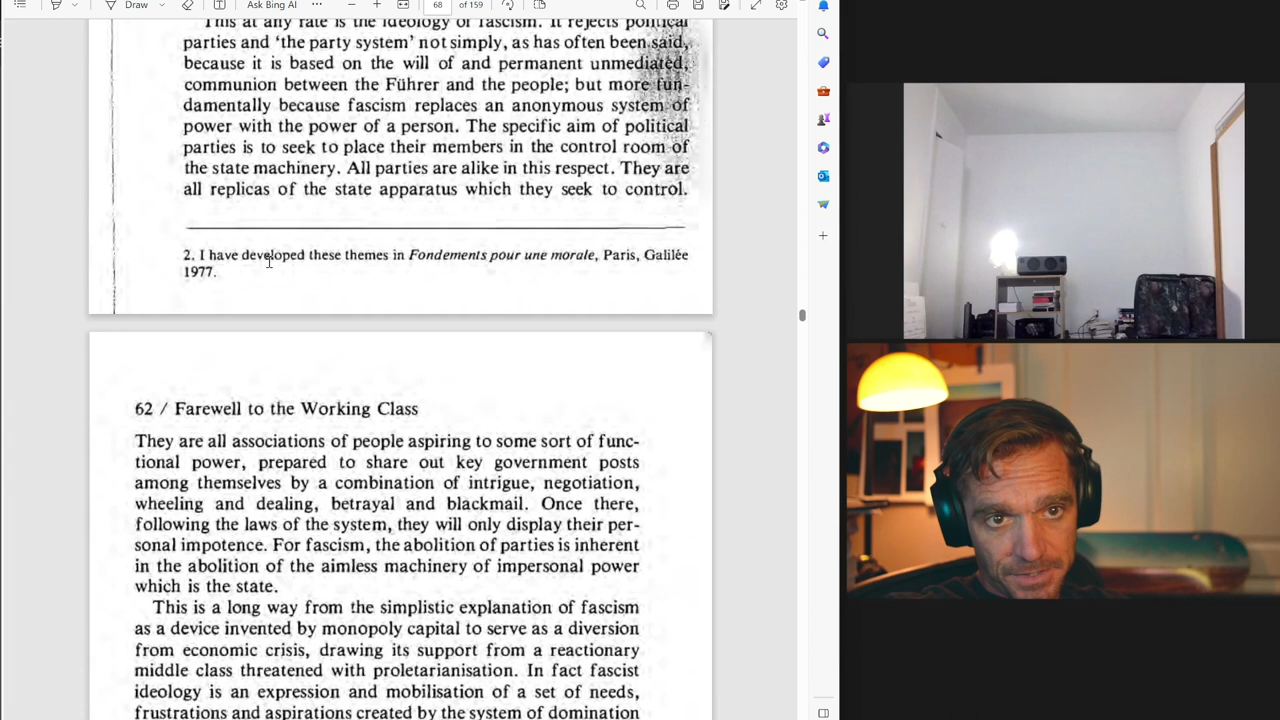 Draw
Ask Bing AI
68 of 159
This at any rate is the ideology of fascism. It rejects political
parties and 'the party system' not simply, as has often been said,
because it is based on the will of and permanent unmediated,
communion between the Führer and the people; but more fun-
damentally because fascism replaces an anonymous system of
power with the power of a person. The specific aim of political
parties is to seek to place their members in the control room of
the state machinery. All parties are alike in this respect. They are
all replicas of the state apparatus which they seek to control.
2. I have developed these themes in Fondements pour une morale, Paris, Galilée
1977.
62 / Farewell to the Working Class
They are all associations of people aspiring to some sort of func-
tional power, prepared to share out key government posts
among themselves by a combination of intrigue, negotiation,
wheeling and dealing, betrayal and blackmail. Once there,
following the laws of the system, they will only display their per-
sonal impotence. For fascism, the abolition of parties is inherent
in the abolition of the aimless machinery of impersonal power
which is the state.
This is a long way from the simplistic explanation of fascism
as a device invented by monopoly capital to serve as a diversion
from economic crisis, drawing its support from a reactionary
middle class threatened with proletarianisation. In fact fascist
ideology is an expression and mobilisation of a set of needs,
frustrations and aspirations created by the system of domination